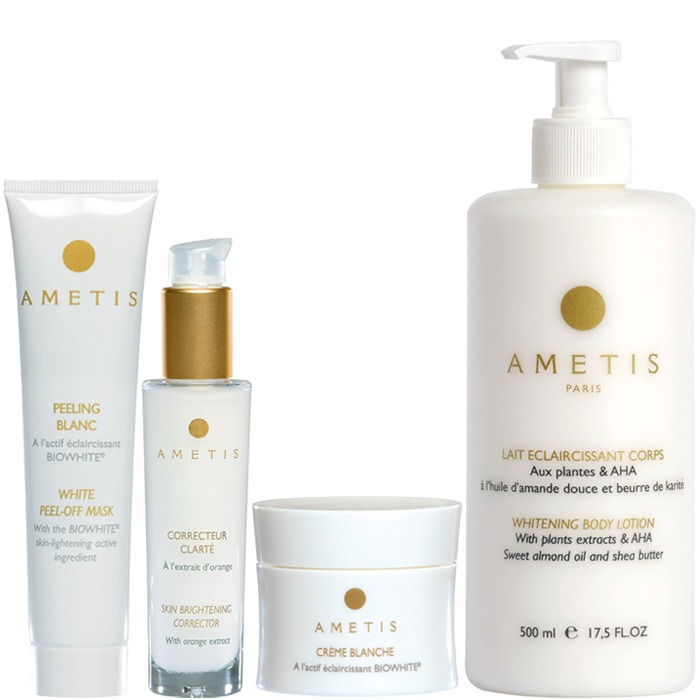 AMETIS
PEELING
BLANC
A l'actif éclaircissant
BIOWHITE®
WHITE
PEEL-OFF MASK
With the BIOWHITE®
skin-lightening active
ingredient
AMETIS
CORRECTEUR
CLARTÉ
À l'extrait d'orange
SKIN BRIGHTENING
CORRECTOR
With orange extract
AMETIS
CRÈME BLANCHE
A l'actif éclaircissant BIOWHITE®
AMETIS
PARIS
LAIT ECLAIRCISSANT CORPS
Aux plantes & AHA
à l'huile d'amande douce et beurre de karité
WHITENING BODY LOTION
With plants extracts & AHA
Sweet almond oil and shea butter
500 ml e 17,5 FL.OZ